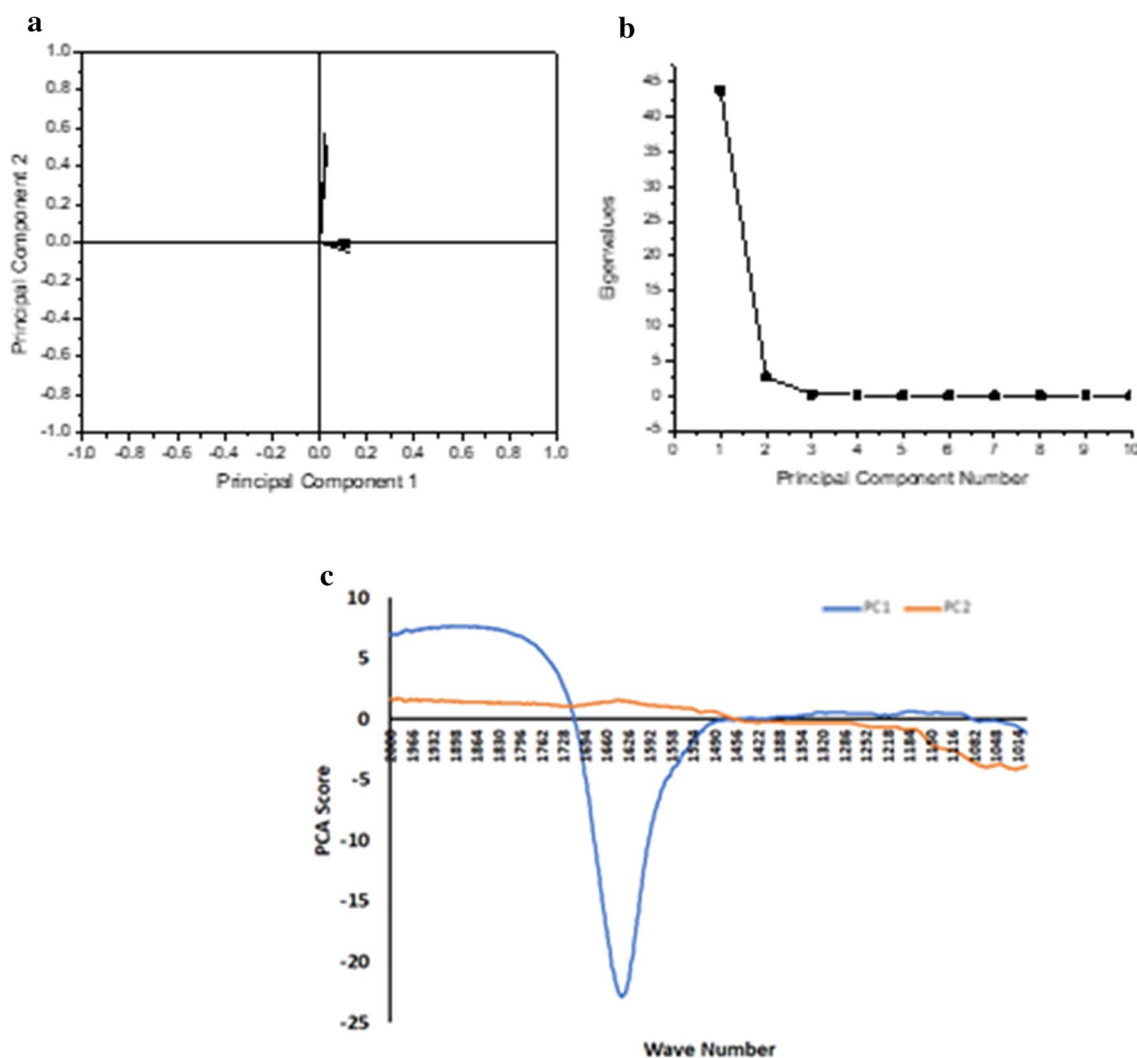 a
1.0
0.8
0.6
0.4
0.2
0.0
-0.2
-0.4
-0.6
-0.8
-1.0
Principal Component 2
-1.0 -0.8 -0.6 -0.4 -0.2 0.0 0.2 0.4 0.6 0.8 1.0
Principal Component 1
b
45
40
35
30
25
20
15
10
5
0
-5
Eigenvalues
0 1 2 3 4 5 6 7 8 9 10
Principal Component Number
c
PC1 PC2
10
5
0
-5
-10
-15
-20
-25
PCA Score
2000 1966 1932 1898 1864 1830 1796 1762 1728 1694 1660 1626 1592 1558 1524 1490 1456 1422 1388 1354 1320 1286 1252 1218 1184 1150 1116 1082 1048 1014
Wave Number